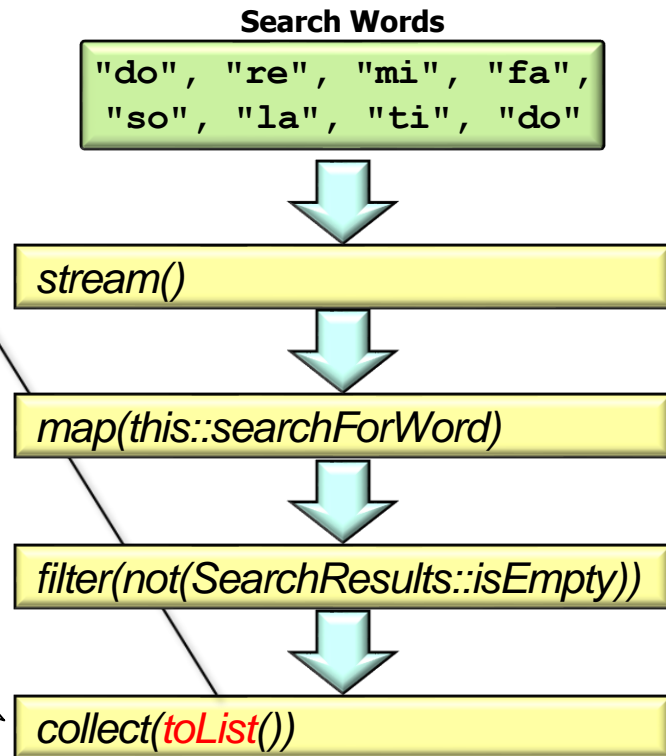 Search Words
"do", "re", "mi", "fa",
"so", "la", "ti", "do"
stream()
map(this::searchForWord)
filter(not(SearchResults::isEmpty))
collect(toList())